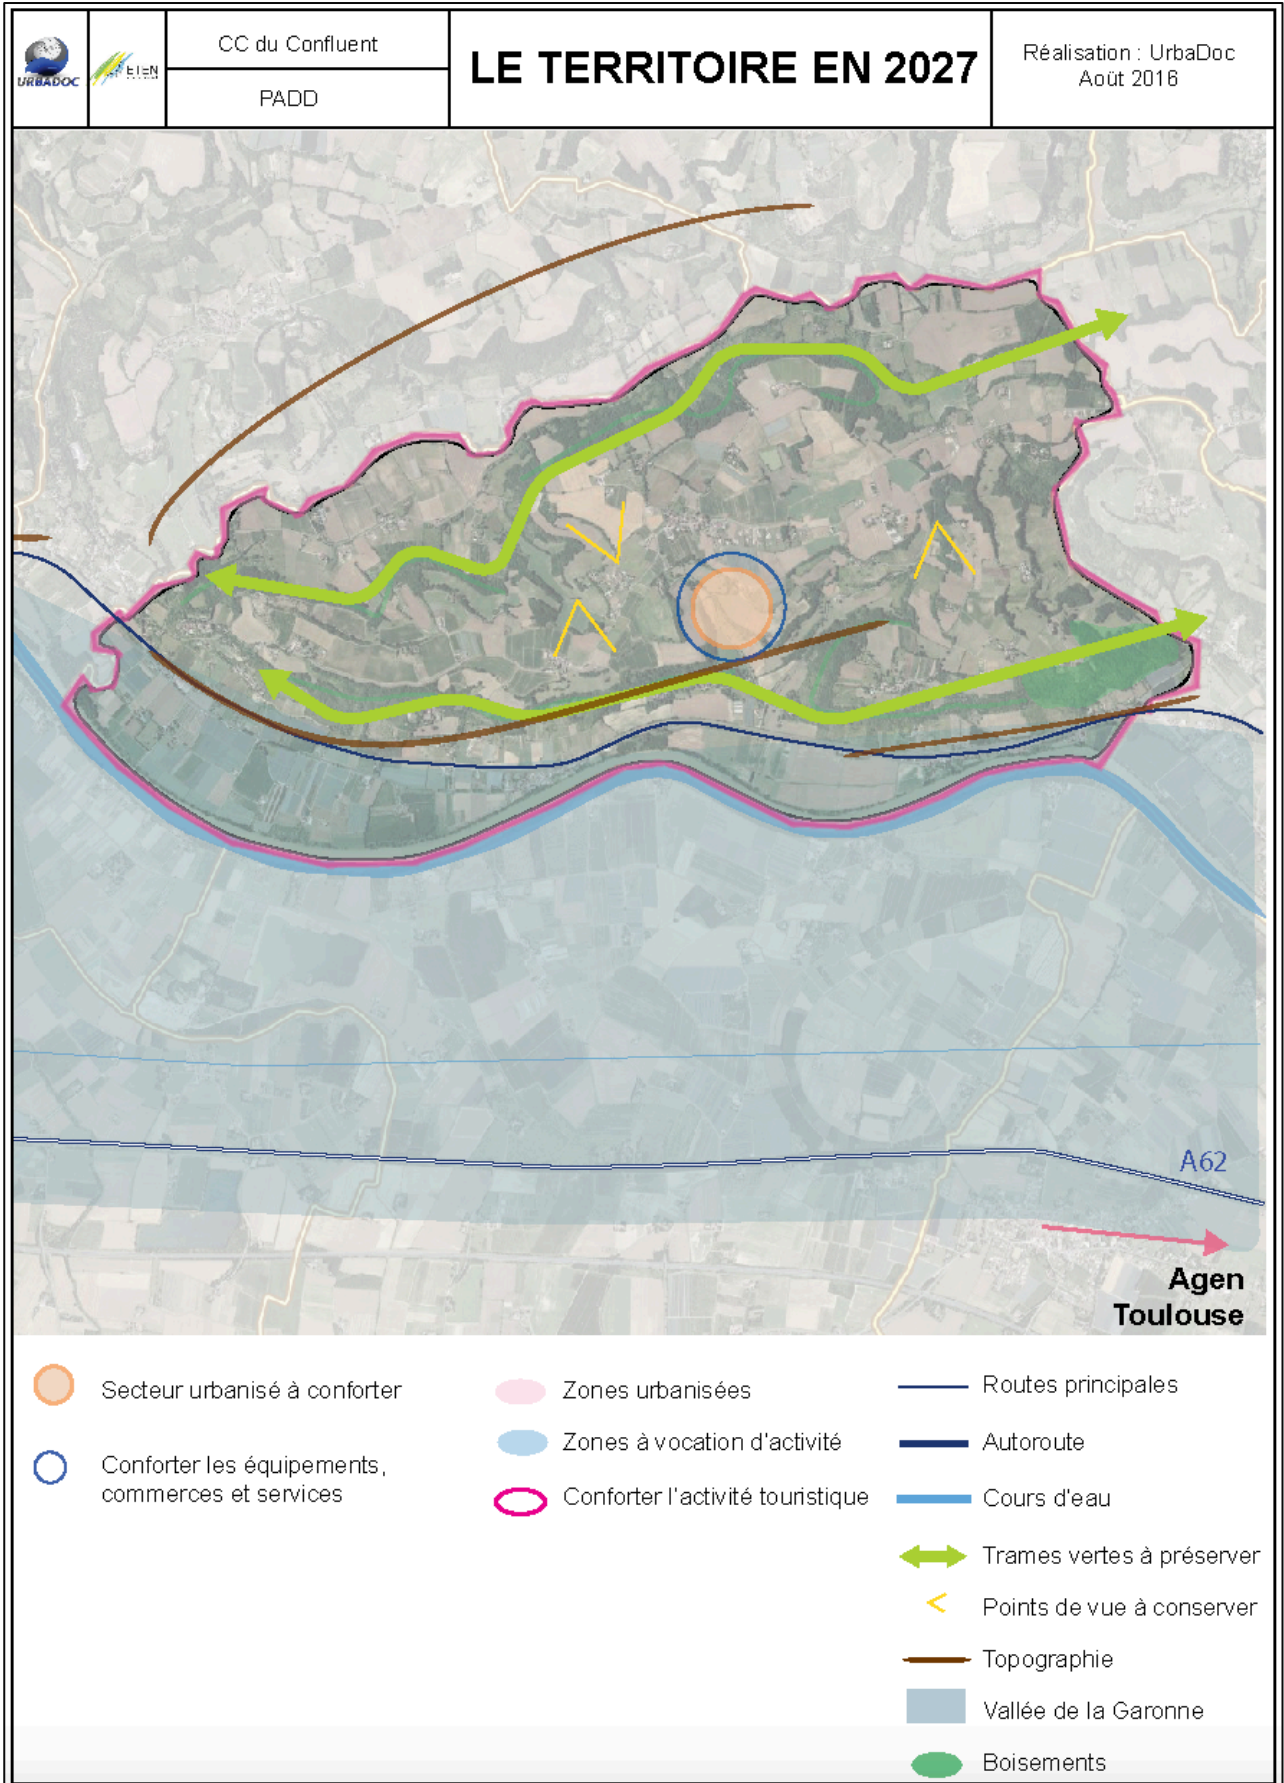 URBADOC
ETEN
CC du Confluent
PADD
LE TERRITOIRE EN 2027
Réalisation : UrbaDoc
Août 2016
A62
Agen
Toulouse
Secteur urbanisé à conforter
Conforter les équipements,
commerces et services
Zones urbanisées
Zones à vocation d'activité
Conforter l'activité touristique
Routes principales
Autoroute
Cours d'eau
Trames vertes à préserver
Points de vue à conserver
Topographie
Vallée de la Garonne
Boisements